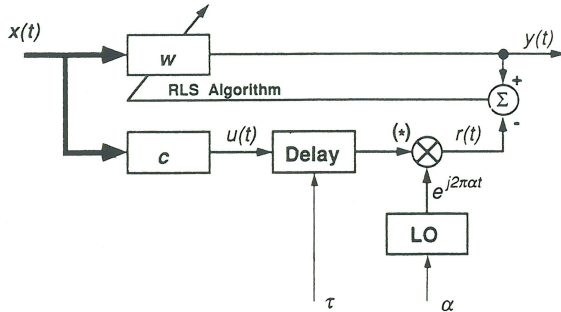 x(t)
w
y(t)
RLS Algorithm
+
Σ
-
c
u(t)
Delay
(*)
r(t)
e^{j2παt}
LO
τ
α